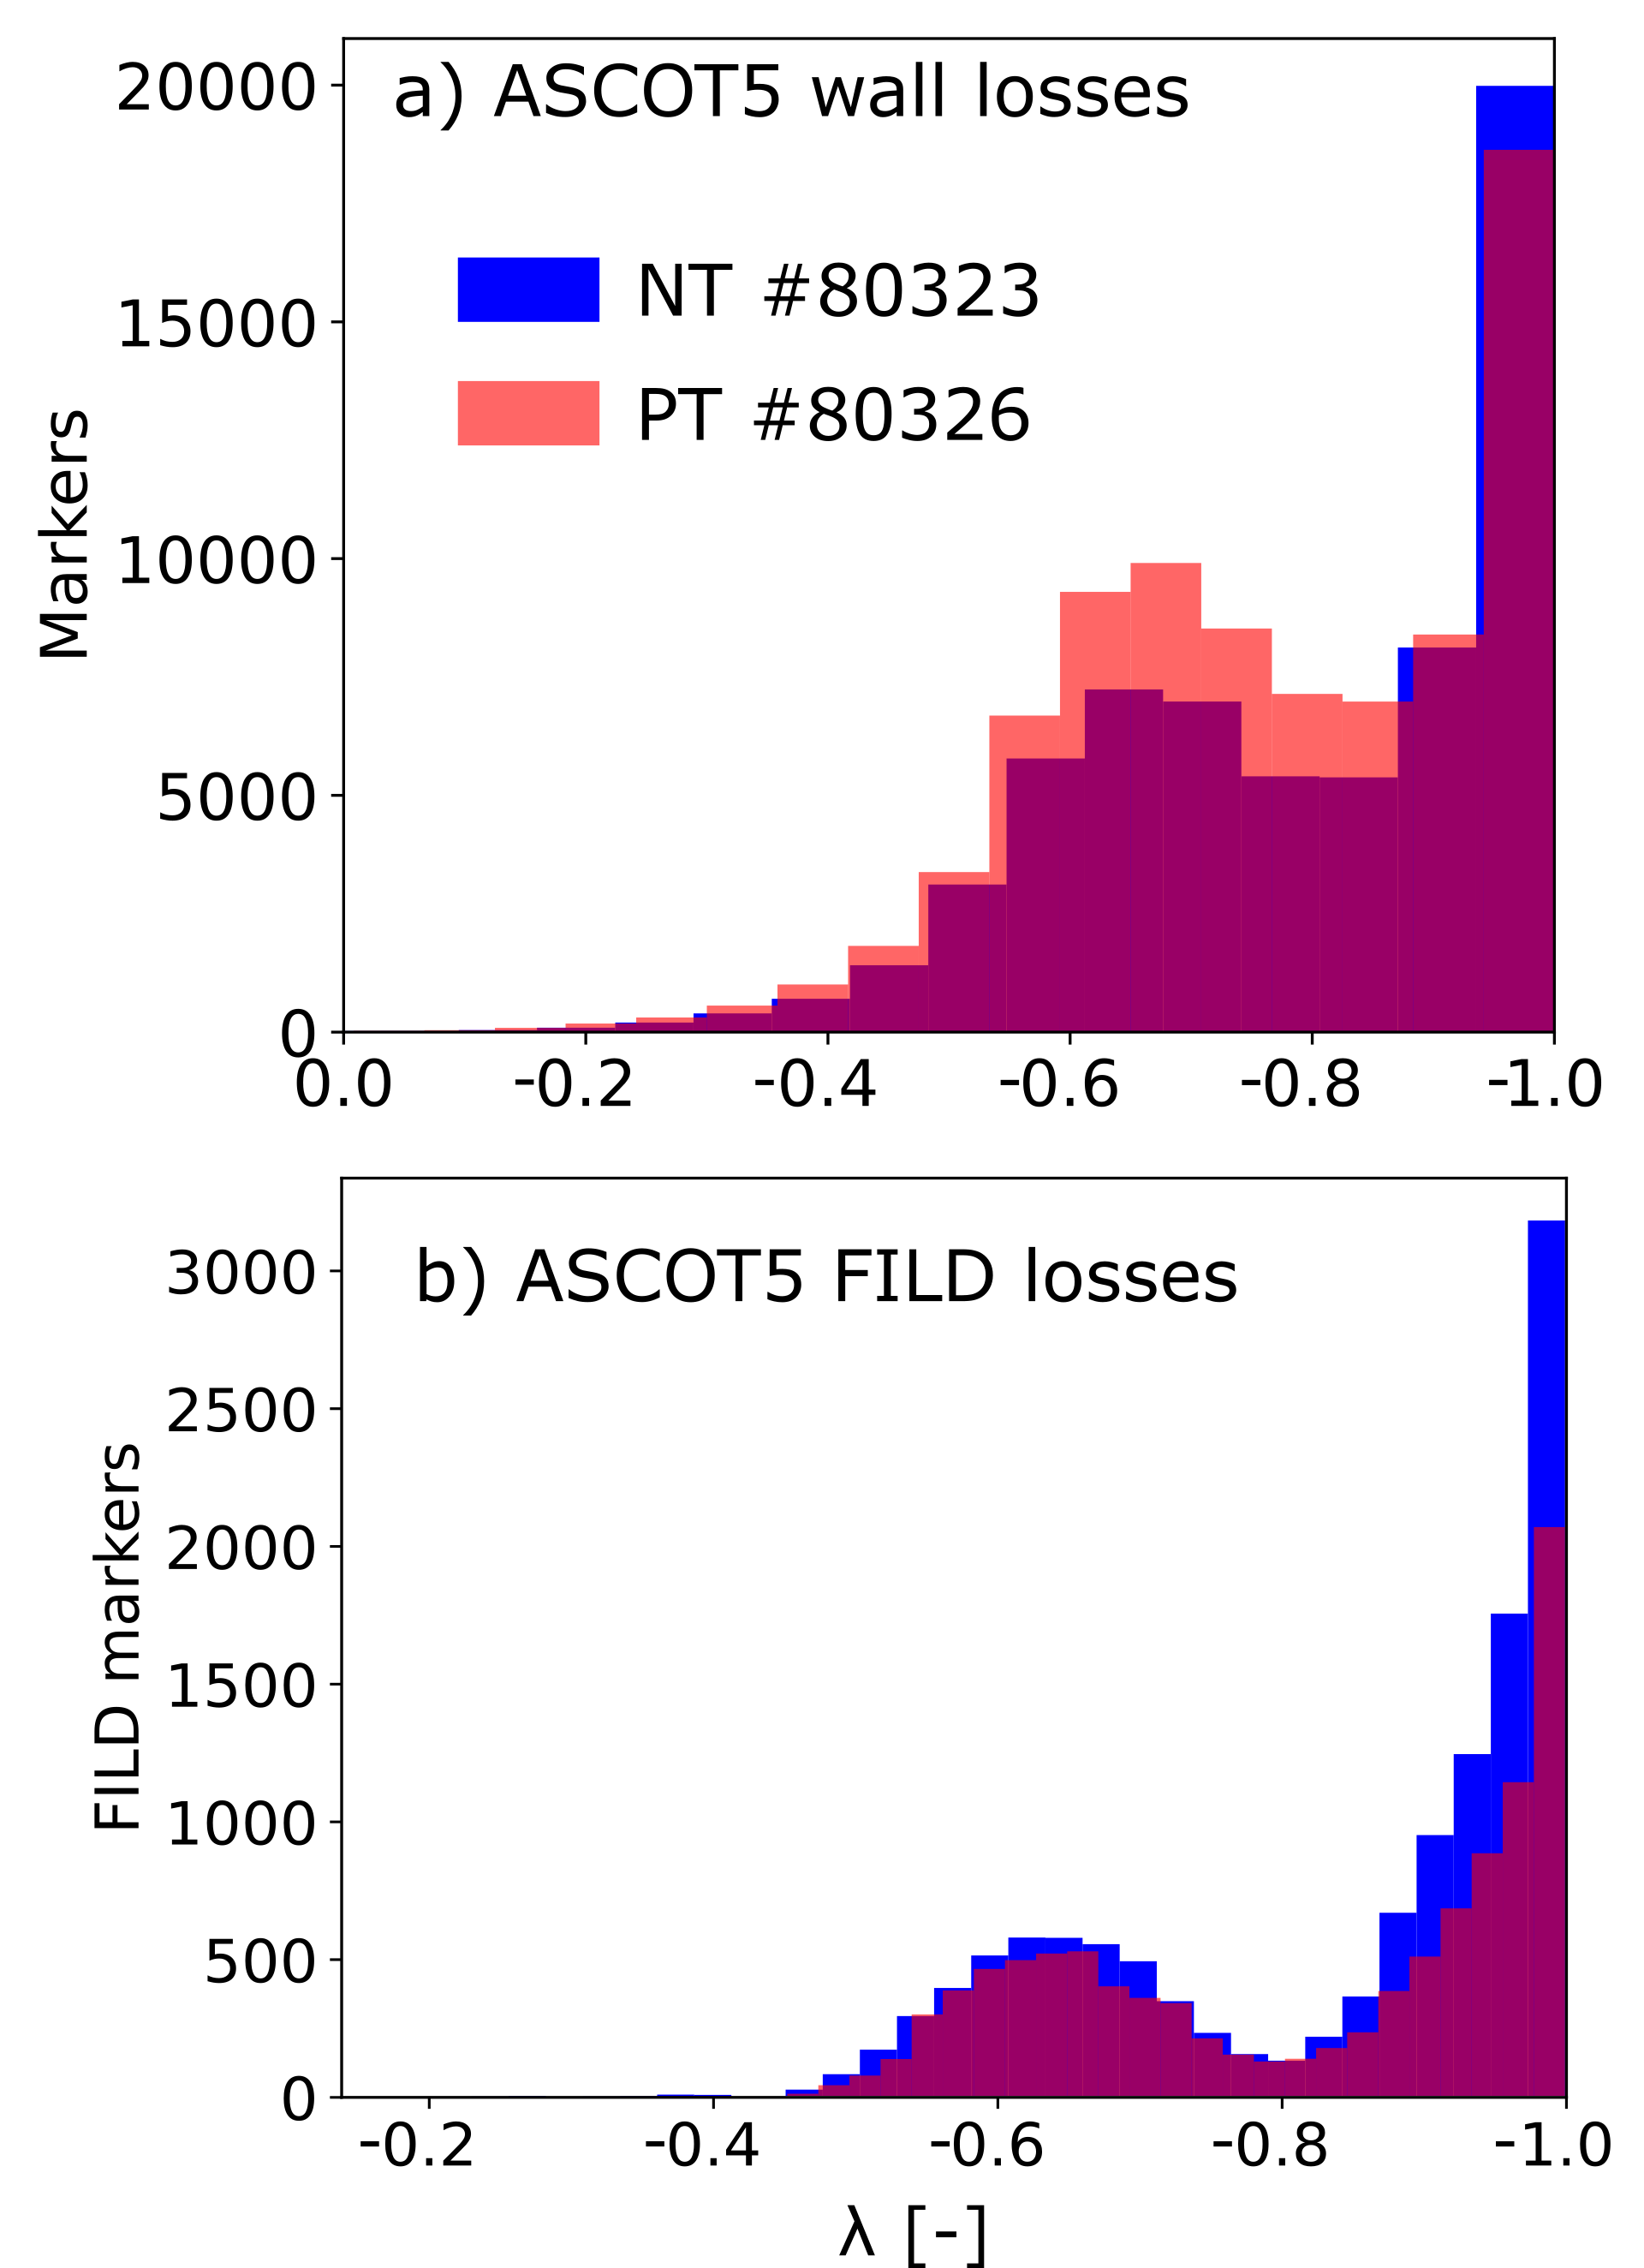 a) ASCOT5 wall losses
NT #80323
PT #80326
Markers
20000
15000
10000
5000
0
0.0 -0.2 -0.4 -0.6 -0.8 -1.0
b) ASCOT5 FILD losses
FILD markers
3000
2500
2000
1500
1000
500
0
-0.2 -0.4 -0.6 -0.8 -1.0
λ [-]